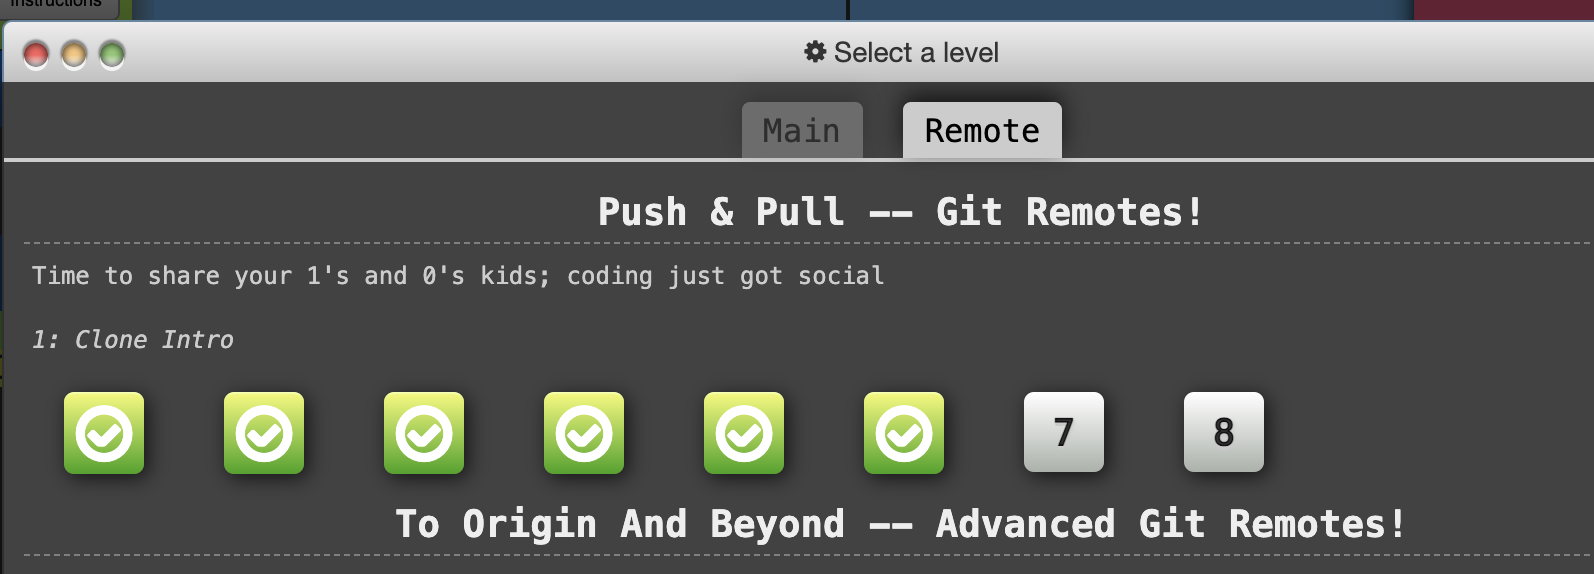 Instructions
Select a level
Main
Remote
Push & Pull -- Git Remotes!
Time to share your 1's and 0's kids; coding just got social
1: Clone Intro
7
8
To Origin And Beyond -- Advanced Git Remotes!